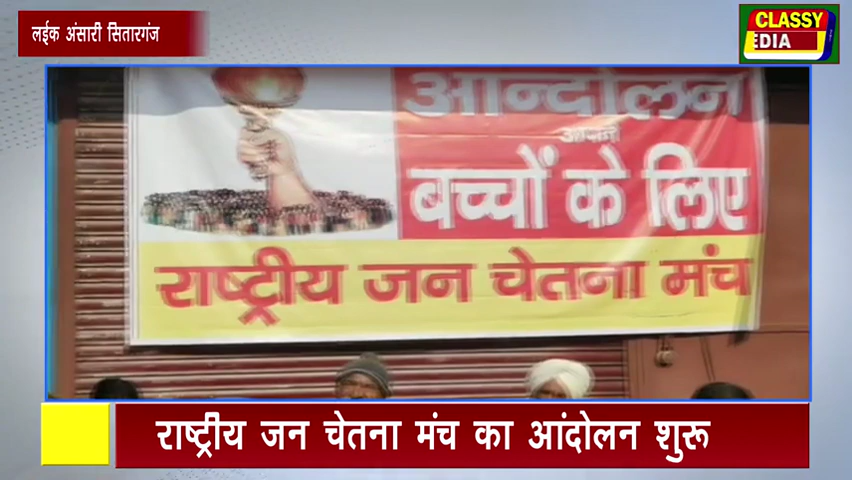 लईक अंसारी सितारगंज
CLASSY
EDIA
आन्दोलन
बच्चों के लिए
राष्ट्रीय जन चेतना मंच
राष्ट्रीय जन चेतना मंच का आंदोलन शुरू